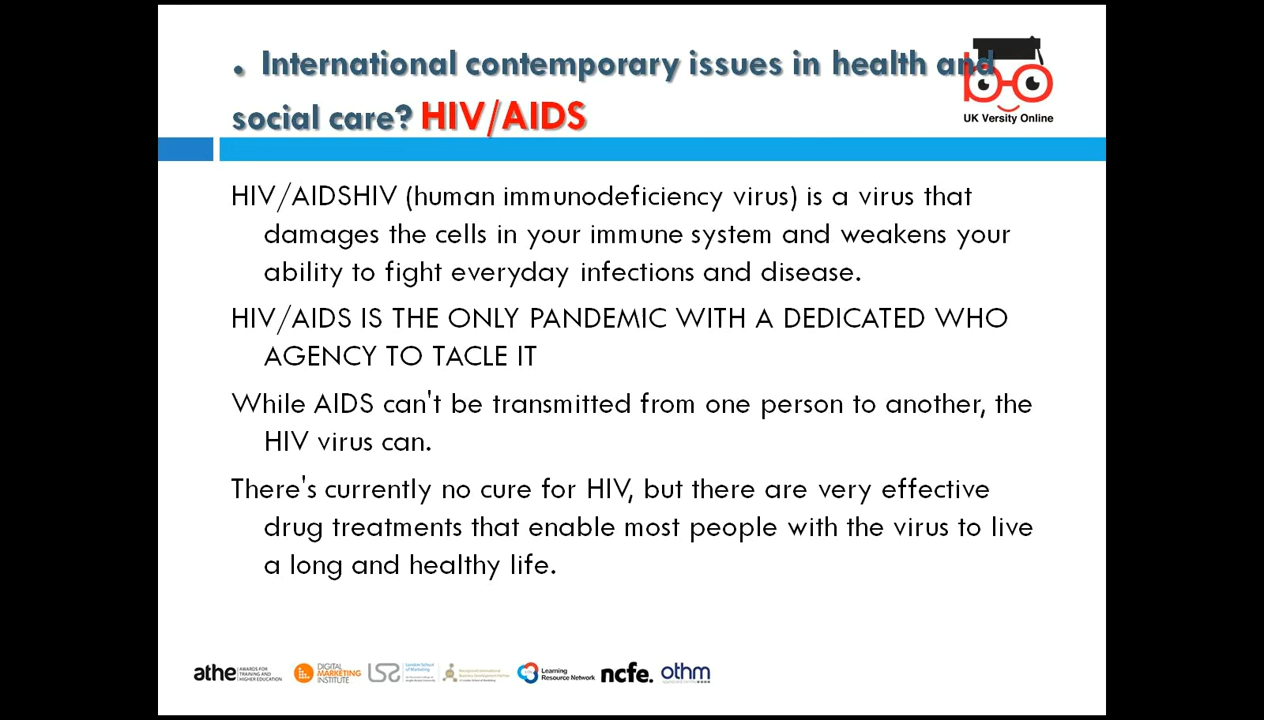 . International contemporary issues in health and
social care? HIV/AIDS
UK Versity Online
HIV/AIDSHIV (human immunodeficiency virus) is a virus that
damages the cells in your immune system and weakens your
ability to fight everyday infections and disease.
HIV/AIDS IS THE ONLY PANDEMIC WITH A DEDICATED WHO
AGENCY TO TACLE IT
While AIDS can't be transmitted from one person to another, the
HIV virus can.
There's currently no cure for HIV, but there are very effective
drug treatments that enable most people with the virus to live
a long and healthy life.
athe AWARDS FOR TRAINING AND HIGHER EDUCATION
DIGITAL MARKETING INSTITUTE
LSM London School of Marketing
Learning Resource Network
ncfe.
othm